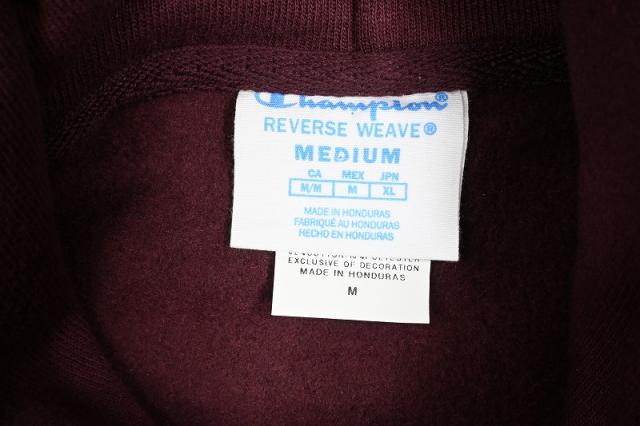 Champion
REVERSE WEAVE®
MEDIUM
CA MEX JPN
M/M M XL
MADE IN HONDURAS
FABRIQUÉ AU HONDURAS
HECHO EN HONDURAS
EXCLUSIVE OF DECORATION
MADE IN HONDURAS
M